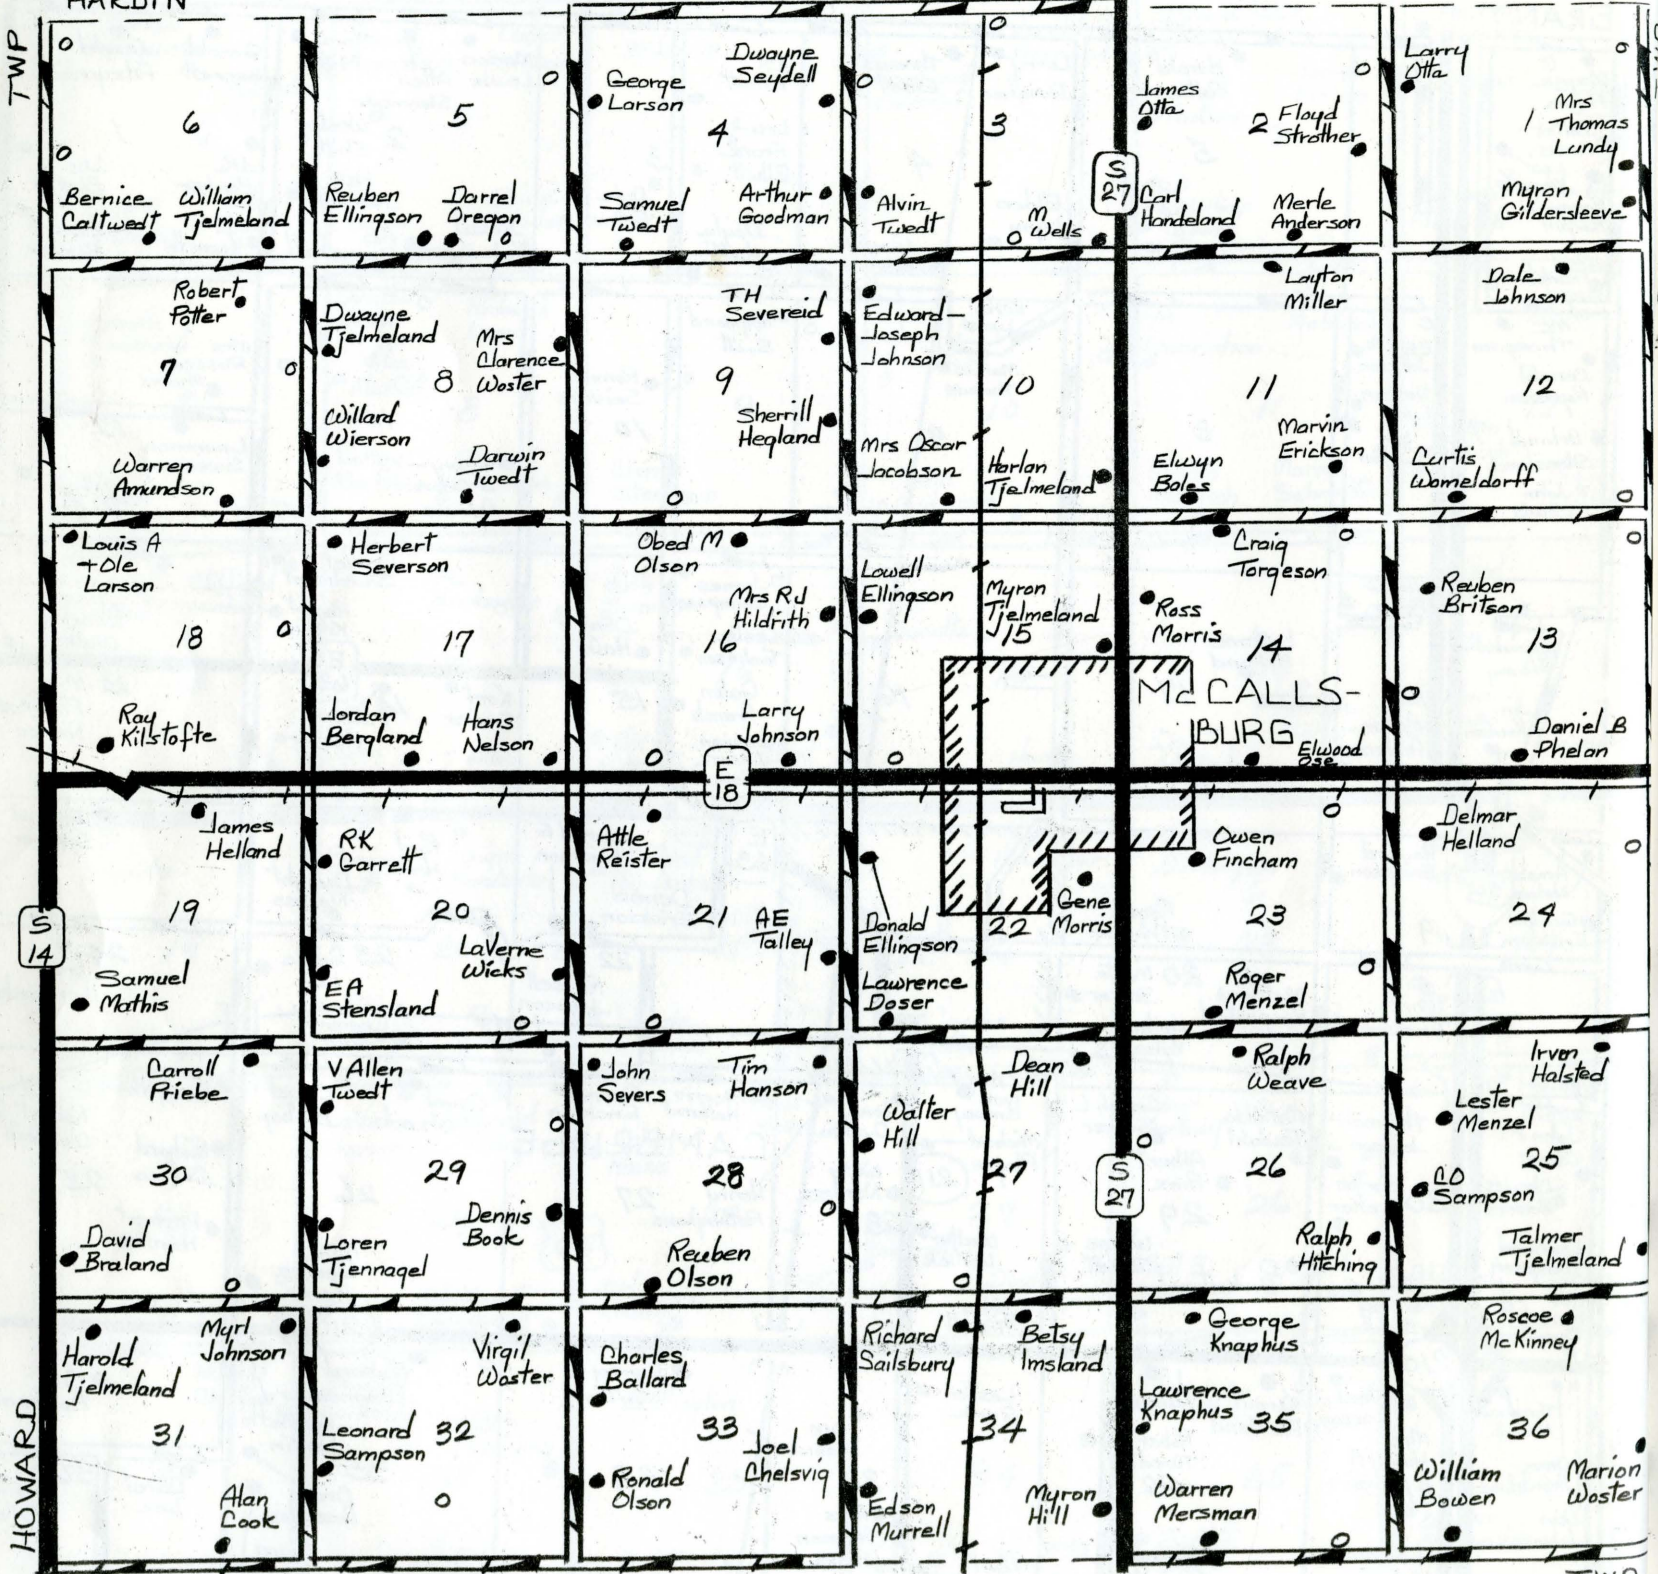 HARDIN
TWP
6
Bernice
Caltwedt
William
Tjelmeland
5
Reuben
Ellingson
Darrel
Oregon
George
Larson
Dwayne
Seydell
4
Samuel
Twedt
Arthur
Goodman
3
Alvin
Twedt
M
Wells
S
27
James
Otta
2
Floyd
Strother
Carl
Handeland
Merle
Anderson
Larry
Otta
1
Mrs
Thomas
Lundy
Myron
Gildersleeve
Robert
Potter
7
Warren
Amundson
Dwayne
Tjelmeland
Mrs
Clarence
Woster
8
Willard
Wierson
Darwin
Twedt
TH
Severeid
9
Sherrill
Hegland
Edward-
Joseph
Johnson
10
Mrs Oscar
Jacobson
Harlan
Tjelmeland
Layton
Miller
11
Marvin
Erickson
Elwyn
Boles
Dale
Johnson
12
Curtis
Womeldorff
Louis A
+Ole
Larson
18
Ray
Kilstofte
Herbert
Severson
17
Jordan
Bergland
Hans
Nelson
Obed M
Olson
Mrs RJ
Hildrith
16
Larry
Johnson
Lowell
Ellingson
Myron
Tjelmeland
15
Craig
Torgeson
Ross
Morris
14
McCALLS-
BURG
Elwood
Ose
Reuben
Britson
13
Daniel B
Phelan
E
18
James
Helland
19
S
14
Samuel
Mathis
RK
Garrett
20
LaVerne
Wicks
EA
Stensland
Attle
Reister
21
AE
Talley
Donald
Ellingson
22
Gene
Morris
Lawrence
Doser
Owen
Fincham
23
Roger
Menzel
Delmar
Helland
24
Carroll
Priebe
30
David
Braland
V Allen
Twedt
29
Dennis
Book
Loren
Tjennagel
John
Severs
Tim
Hanson
28
Reuben
Olson
Dean
Hill
Walter
Hill
27
S
27
Ralph
Weave
26
Ralph
Hitching
Irven
Halsted
Lester
Menzel
25
CO
Sampson
Talmer
Tjelmeland
HOWARD
Harold
Tjelmeland
Myrl
Johnson
31
Alan
Cook
Virgil
Woster
Leonard
Sampson
32
Charles
Ballard
33
Joel
Chelsvig
Ronald
Olson
Richard
Sailsbury
Betsy
Imsland
34
Edson
Murrell
Myron
Hill
George
Knaphus
Lawrence
Knaphus
35
Warren
Mersman
Roscoe
McKinney
36
William
Bowen
Marion
Woster